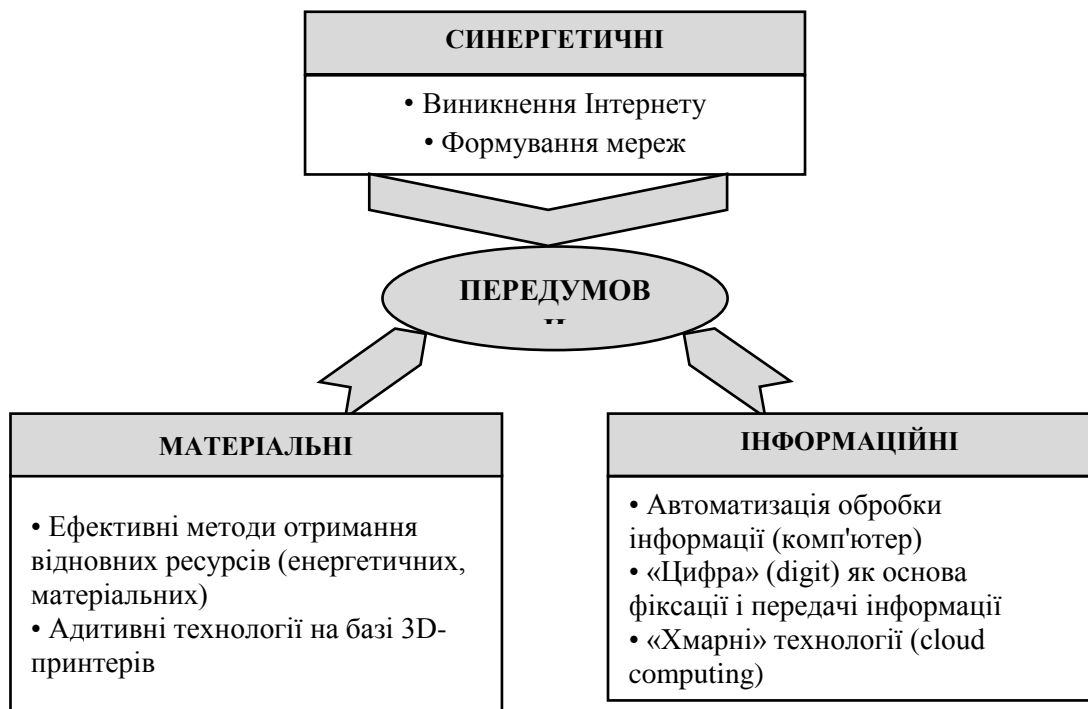 СИНЕРГЕТИЧНІ
• Виникнення Інтернету
• Формування мереж
ПЕРЕДУМОВ
МАТЕРІАЛЬНІ
• Ефективні методи отримання
відновних ресурсів (енергетичних,
матеріальних)
• Адитивні технології на базі 3D-
принтерів
ІНФОРМАЦІЙНІ
• Автоматизація обробки
інформації (комп'ютер)
• «Цифра» (digit) як основа
фіксації і передачі інформації
• «Хмарні» технології (cloud
computing)